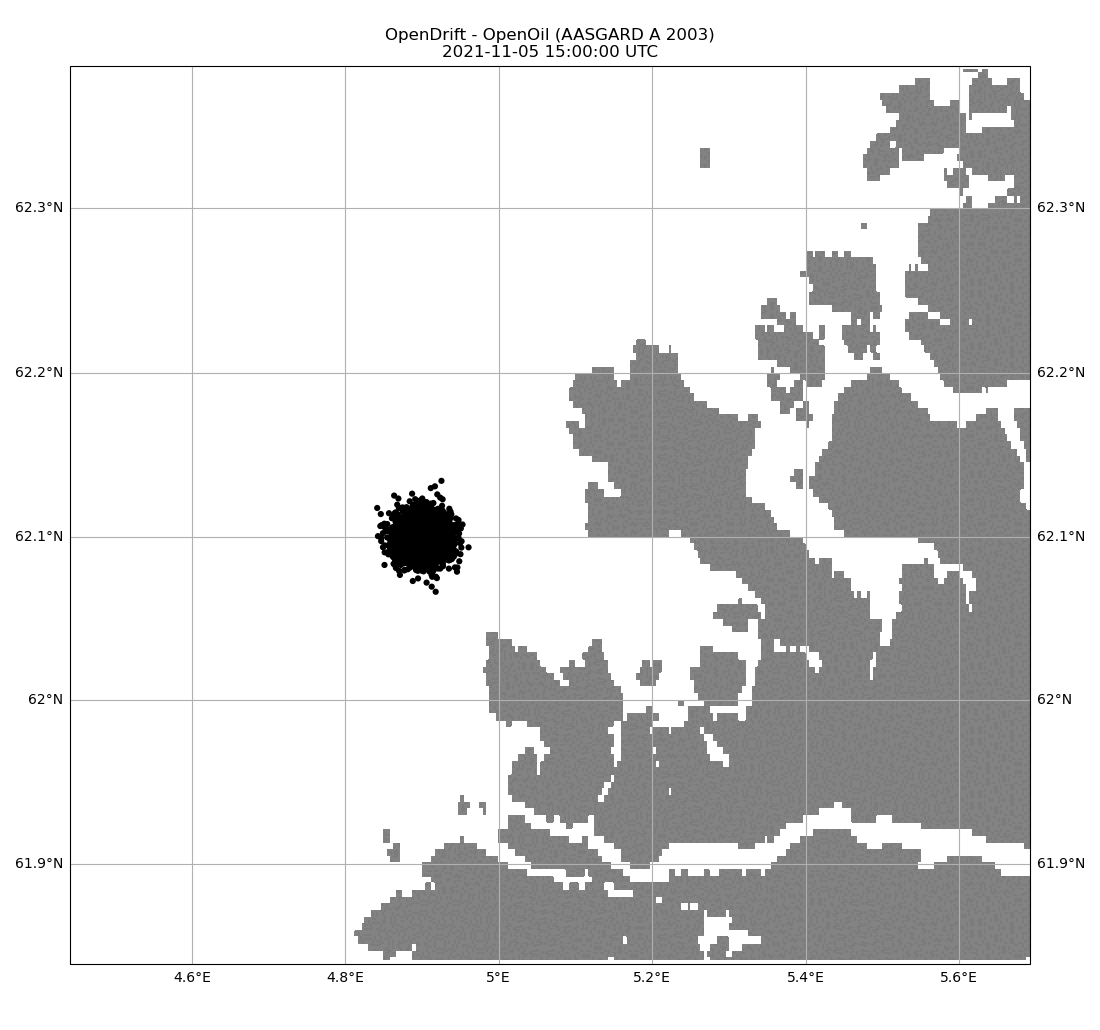 OpenDrift - OpenOil (AASGARD A 2003)
2021-11-05 15:00:00 UTC
62.3°N 62.3°N
62.2°N 62.2°N
62.1°N 62.1°N
62°N 62°N
61.9°N 61.9°N
4.6°E 4.8°E 5°E 5.2°E 5.4°E 5.6°E